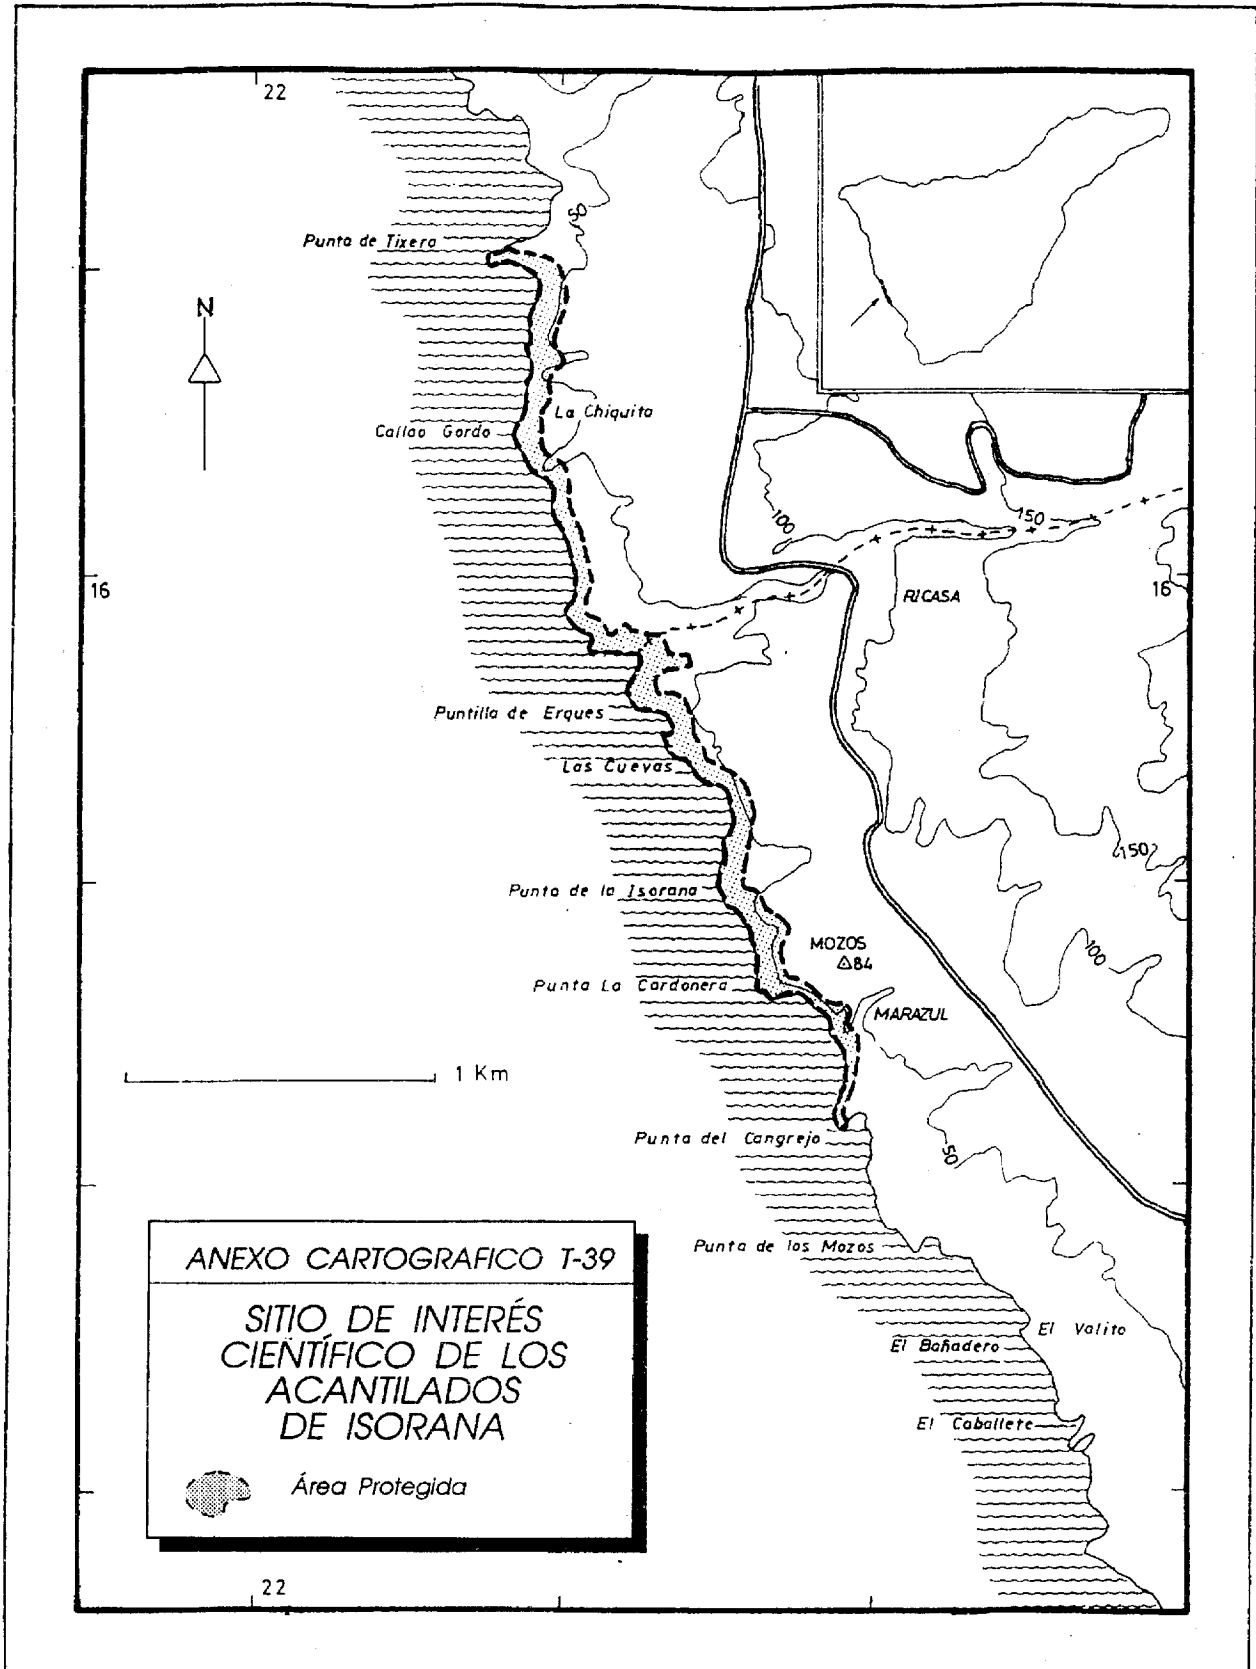 22
50
Punta de Tixera
N
La Chiquita
Callao Gordo
100
150
16
RICASA
16
Puntilla de Erques
Las Cuevas
150
Punta de la Isorana
MOZOS
84
100
Punta La Cardonera
MARAZUL
1 Km
Punta del Cangrejo
50
Punta de los Mozos
ANEXO CARTOGRAFICO T-39
SITIO DE INTERÉS
CIENTÍFICO DE LOS
ACANTILADOS
DE ISORANA
Área Protegida
El Valito
El Bañadero
El Caballete
22